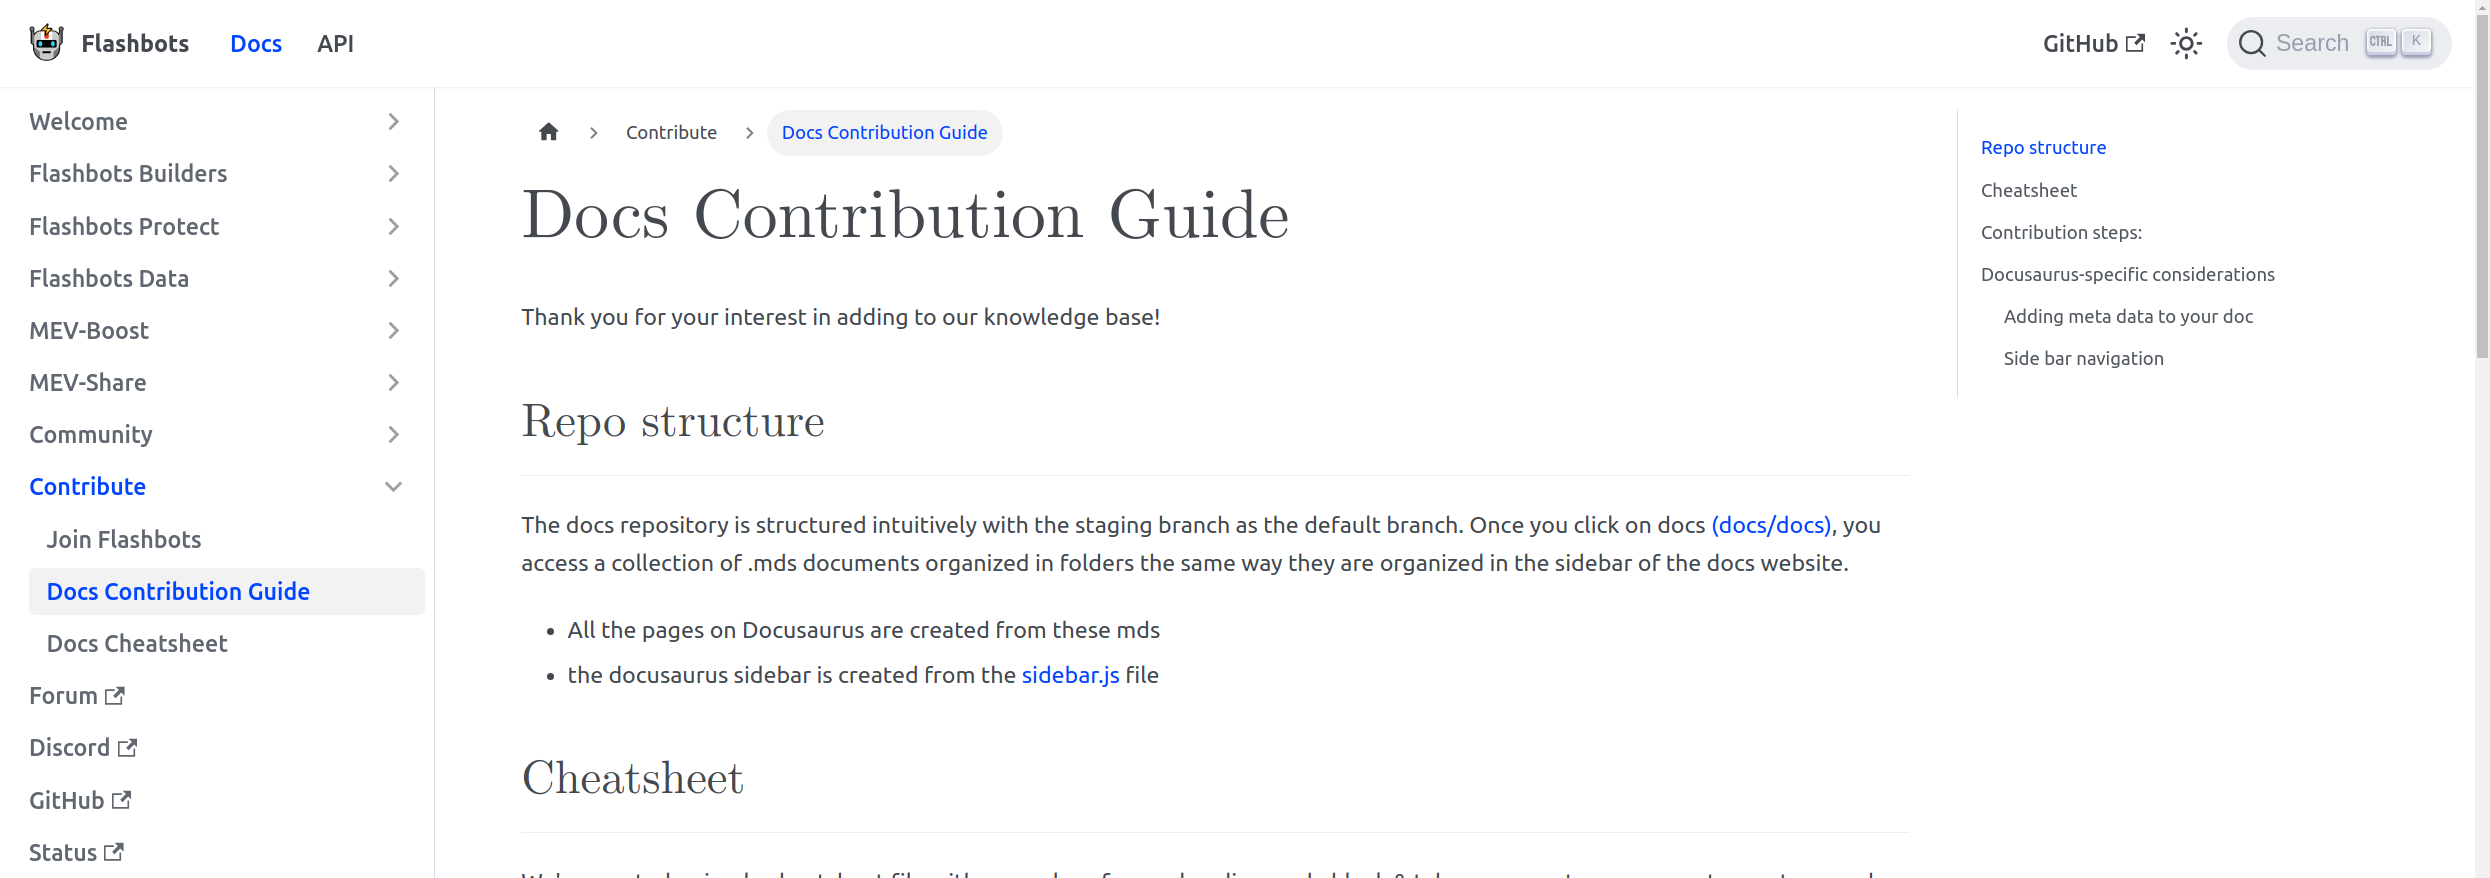 Flashbots Docs API GitHub Search CTRL K
Welcome
Flashbots Builders
Flashbots Protect
Flashbots Data
MEV-Boost
MEV-Share
Community
Contribute
Join Flashbots
Docs Contribution Guide
Docs Cheatsheet
Forum
Discord
GitHub
Status
Contribute Docs Contribution Guide
Docs Contribution Guide
Thank you for your interest in adding to our knowledge base!
Repo structure
The docs repository is structured intuitively with the staging branch as the default branch. Once you click on docs (docs/docs), you
access a collection of .mds documents organized in folders the same way they are organized in the sidebar of the docs website.
All the pages on Docusaurus are created from these mds
the docusaurus sidebar is created from the sidebar.js file
Cheatsheet
Repo structure
Cheatsheet
Contribution steps:
Docusaurus-specific considerations
Adding meta data to your doc
Side bar navigation